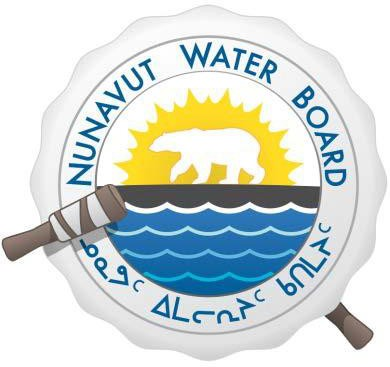 NUNAVUT WATER BOARD
ᓄᓇᕗᑦ ᐃᒪᓕᕆᔨᑦ ᑲᑎᒪᔨᑦ